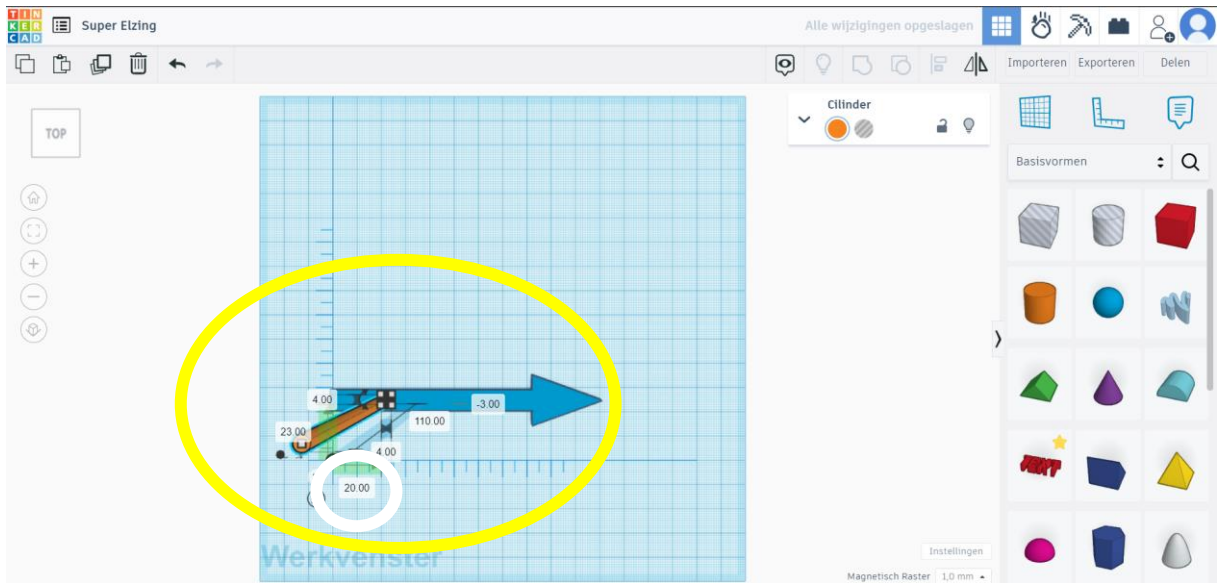 TIN
KER
CAD
Super Elzing
Alle wijzigingen opgeslagen
Importeren
Exporteren
Delen
TOP
Cilinder
Basisvormen
4.00
-3.00
110.00
23.00
4.00
20.00
TEXT
Werkvenster
Instellingen
Magnetisch Raster 1,0 mm